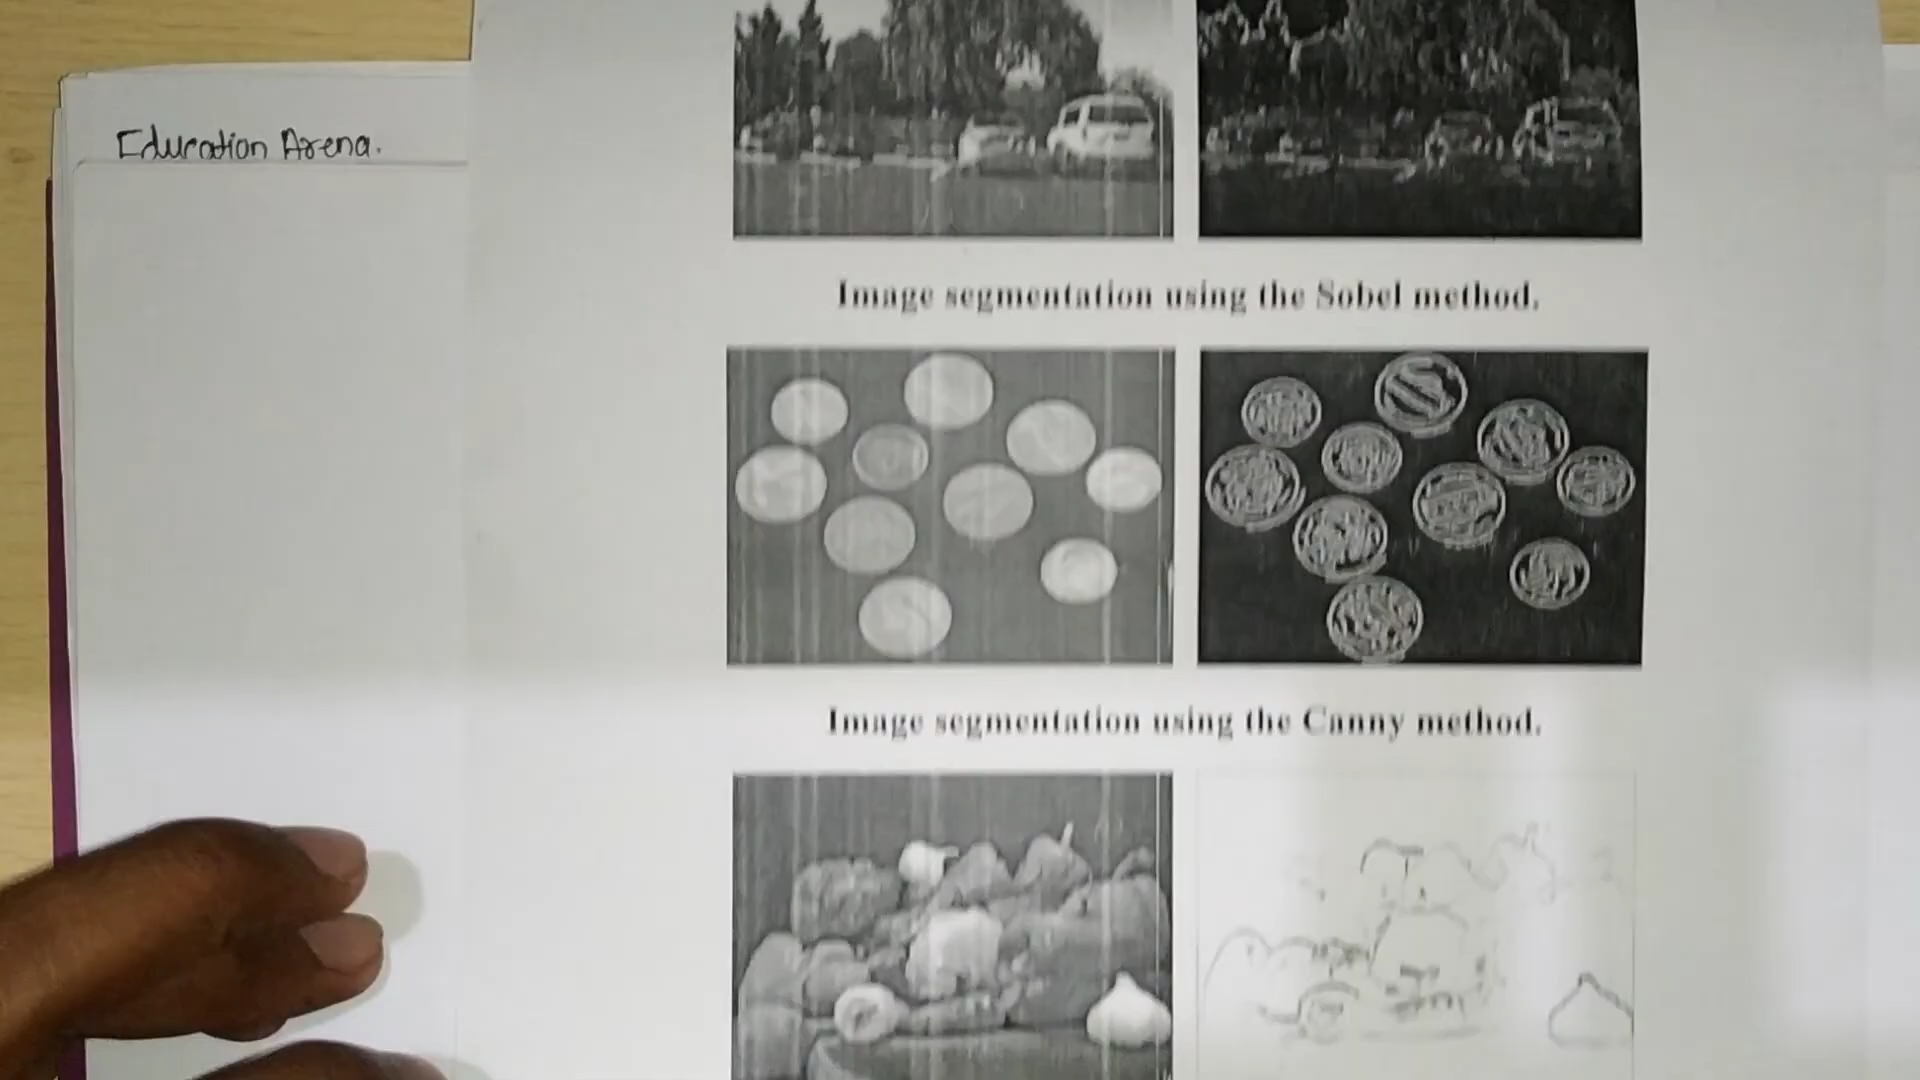 Education Arena.
Image segmentation using the Sobel method.
Image segmentation using the Canny method.